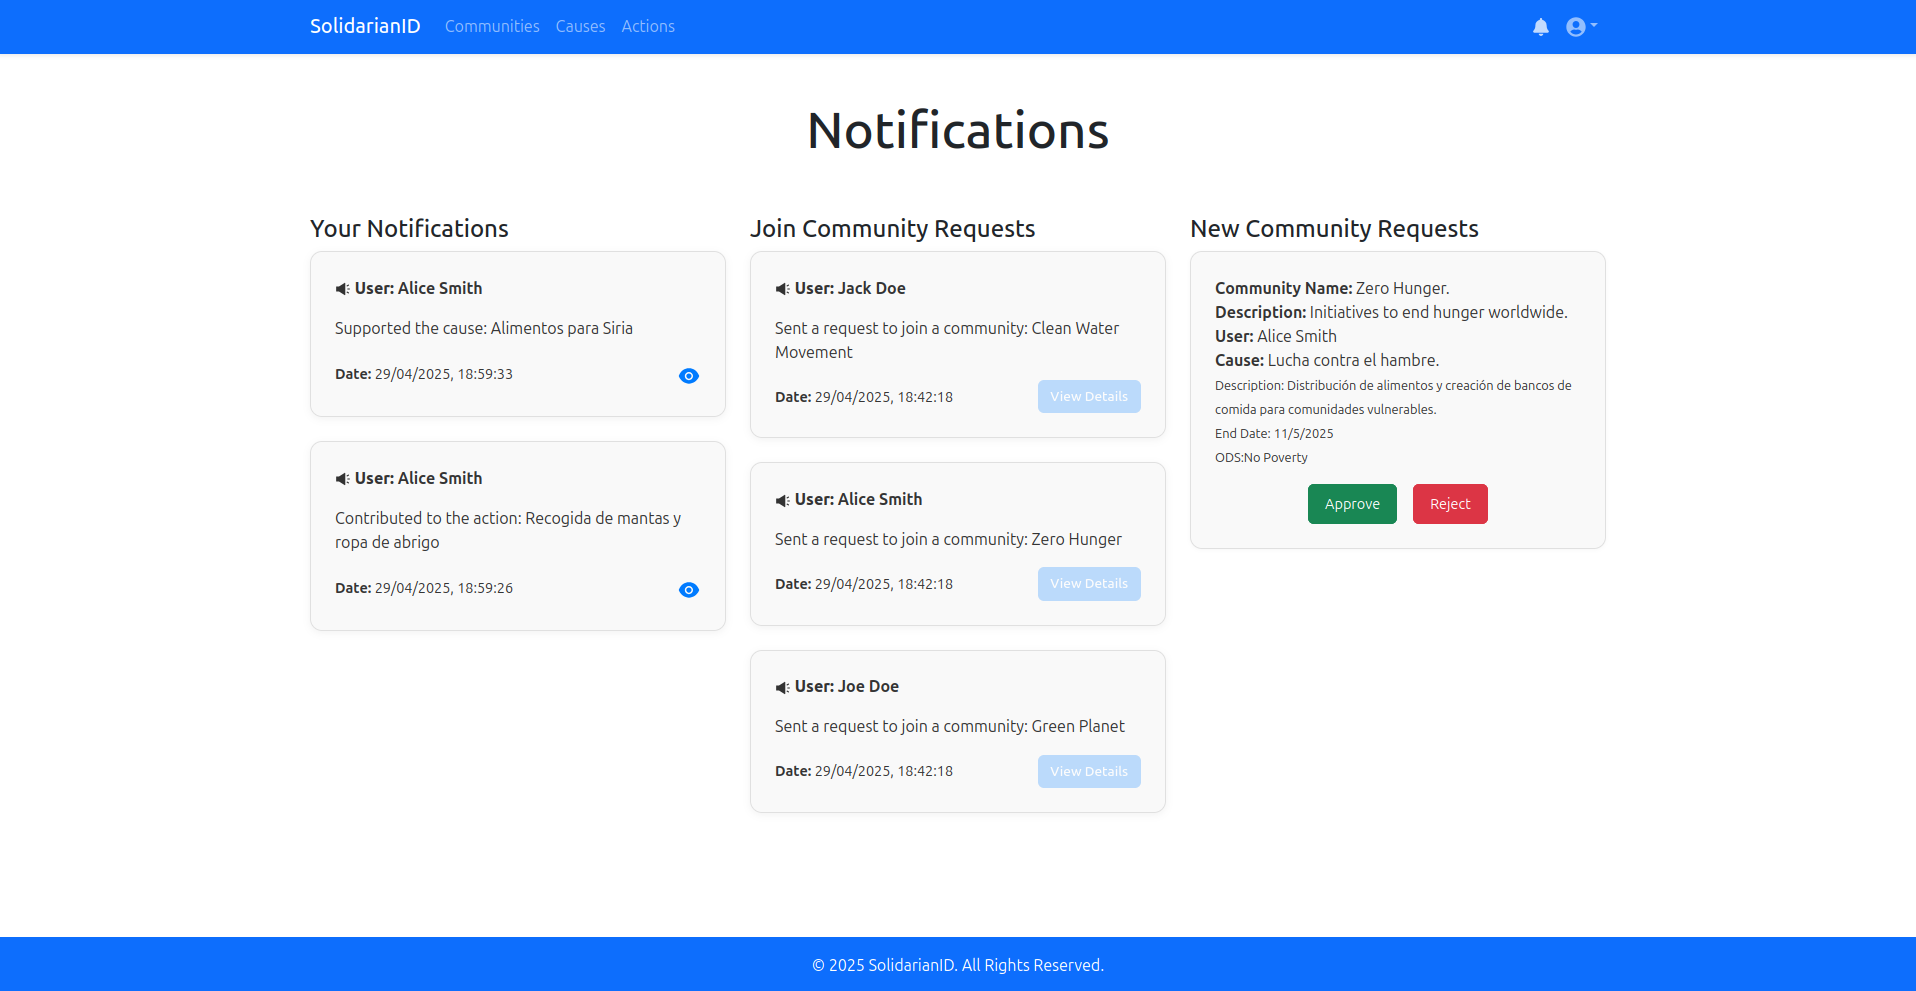 SolidarianID Communities Causes Actions
Notifications
Your Notifications
User: Alice Smith
Supported the cause: Alimentos para Siria
Date: 29/04/2025, 18:59:33
User: Alice Smith
Contributed to the action: Recogida de mantas y
ropa de abrigo
Date: 29/04/2025, 18:59:26
Join Community Requests
User: Jack Doe
Sent a request to join a community: Clean Water
Movement
Date: 29/04/2025, 18:42:18 View Details
User: Alice Smith
Sent a request to join a community: Zero Hunger
Date: 29/04/2025, 18:42:18 View Details
User: Joe Doe
Sent a request to join a community: Green Planet
Date: 29/04/2025, 18:42:18 View Details
New Community Requests
Community Name: Zero Hunger.
Description: Initiatives to end hunger worldwide.
User: Alice Smith
Cause: Lucha contra el hambre.
Description: Distribución de alimentos y creación de bancos de
comida para comunidades vulnerables.
End Date: 11/5/2025
ODS:No Poverty
Approve Reject
© 2025 SolidarianID. All Rights Reserved.